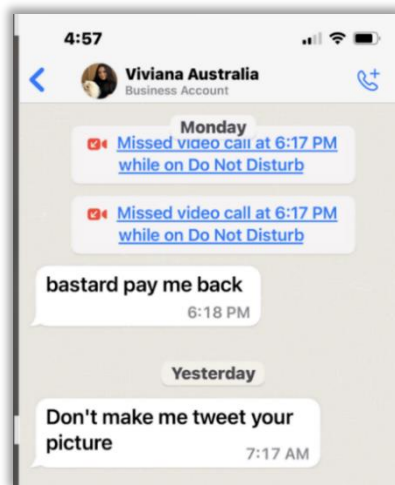 4:57
Viviana Australia
Business Account
Monday
Missed video call at 6:17 PM
while on Do Not Disturb
Missed video call at 6:17 PM
while on Do Not Disturb
bastard pay me back
6:18 PM
Yesterday
Don't make me tweet your
picture
7:17 AM